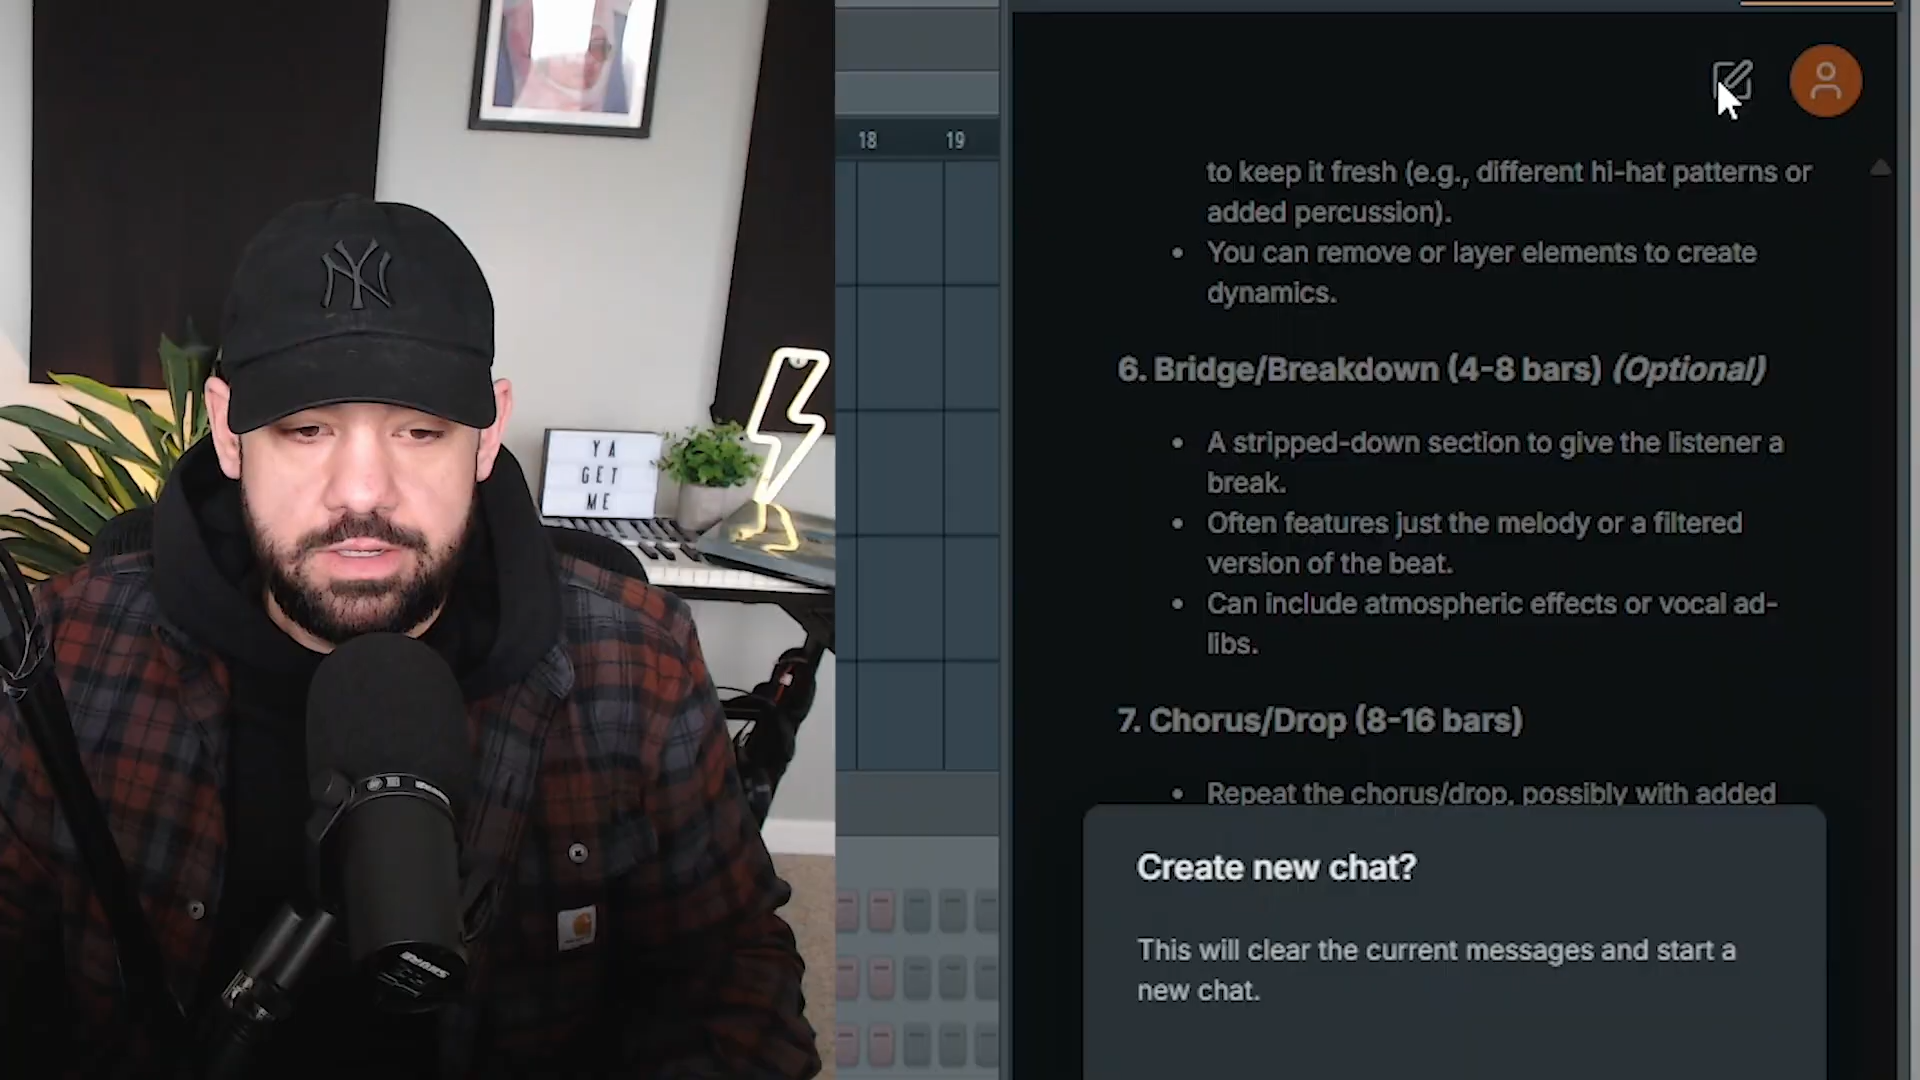 18 19
to keep it fresh (e.g., different hi-hat patterns or
added percussion).
• You can remove or layer elements to create
dynamics.
6. Bridge/Breakdown (4-8 bars) (Optional)
• A stripped-down section to give the listener a
break.
• Often features just the melody or a filtered
version of the beat.
• Can include atmospheric effects or vocal ad-
libs.
7. Chorus/Drop (8-16 bars)
• Repeat the chorus/drop, possibly with added
Create new chat?
This will clear the current messages and start a
new chat.
NY
YA
GET
ME
SHURE